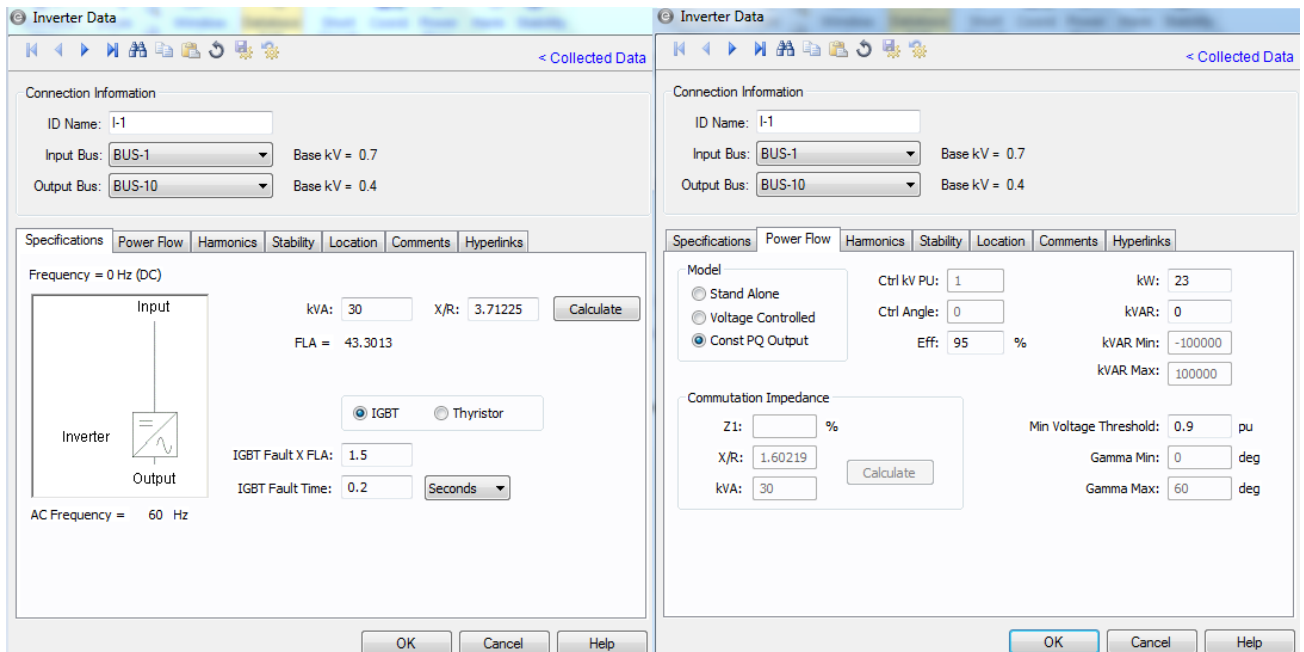 Inverter Data
< Collected Data
Connection Information
ID Name: I-1
Input Bus: BUS-1 Base kV = 0.7
Output Bus: BUS-10 Base kV = 0.4
Specifications Power Flow Harmonics Stability Location Comments Hyperlinks
Frequency = 0 Hz (DC)
Input
Inverter
Output
AC Frequency = 60 Hz
kVA: 30 X/R: 3.71225 Calculate
FLA = 43.3013
IGBT Thyristor
IGBT Fault X FLA: 1.5
IGBT Fault Time: 0.2 Seconds
OK Cancel Help
Inverter Data
< Collected Data
Connection Information
ID Name: I-1
Input Bus: BUS-1 Base kV = 0.7
Output Bus: BUS-10 Base kV = 0.4
Specifications Power Flow Harmonics Stability Location Comments Hyperlinks
Model
Stand Alone
Voltage Controlled
Const PQ Output
Ctrl kV PU: 1
Ctrl Angle: 0
Eff: 95 %
kW: 23
kVAR: 0
kVAR Min: -100000
kVAR Max: 100000
Commutation Impedance
Z1: %
X/R: 1.60219
kVA: 30
Calculate
Min Voltage Threshold: 0.9 pu
Gamma Min: 0 deg
Gamma Max: 60 deg
OK Cancel Help